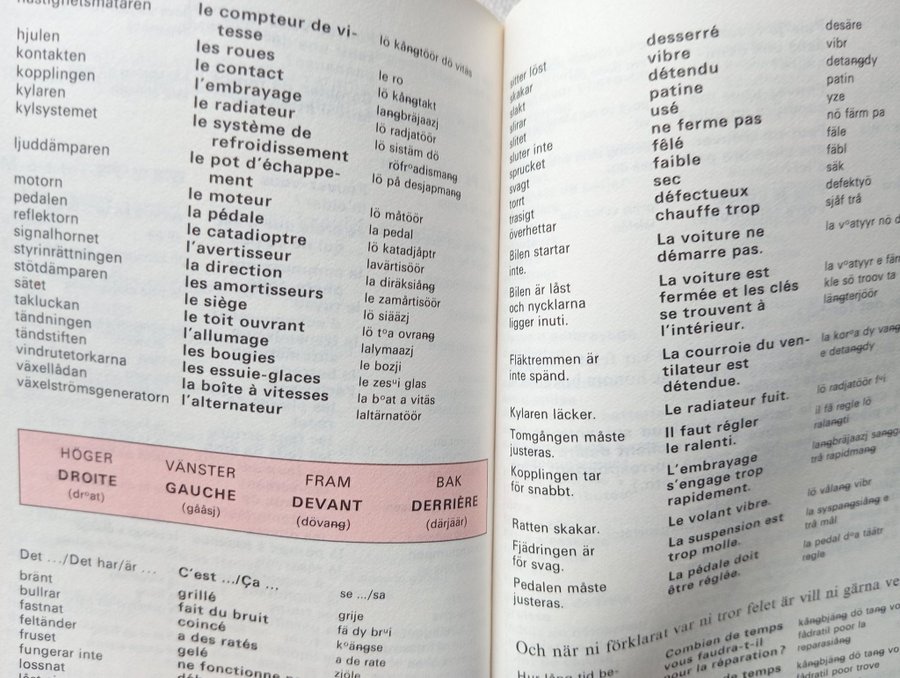 hastighetsmätaren le compteur de vi-
tesse lö kångtöör dö vitäs
hjulen les roues le ro
kontakten le contact lö kångtakt
kopplingen l'embrayage langbräjaazj
kylaren le radiateur lö radjatöör
kylsystemet le système de lö sistäm dö
refroidissement röfrºadismang
ljuddämparen le pot d'échappe- lö på desjapmang
ment
motorn le moteur lö måtöör
pedalen la pédale la pedal
reflektorn le catadioptre lö katadjåptr
signalhornet l'avertisseur lavärtisöör
styrinrättningen la direction la diräksiång
stötdämparen les amortisseurs le zamårtisöör
sätet le siège lö siääzj
takluckan le toit ouvrant lö tºa ovrang
tändningen l'allumage lalymaazj
tändstiften les bougies le bozji
vindrutetorkarna les essuie-glaces le zesᵘi glas
växellådan la boîte à vitesses la bºat a vitäs
växelströmsgeneratorn l'alternateur laltärnatöör
HÖGER VÄNSTER FRAM BAK
DROITE GAUCHE DEVANT DERRIÈRE
(drºat) (gååsj) (dövang) (därjäär)
Det .../Det har/är ... C'est .../Ça ... se .../sa
bränt grillé grije
bullrar fait du bruit fä dy brᵘi
fastnat coincé kºängse
feltänder a des ratés a de rate
fruset gelé zjöle
fungerar inte ne fonctionne
lossnat
sitter löst desserré desäre
skakar vibre vibr
slakt détendu detangdy
slirar patine patin
slitet usé yze
sluter inte ne ferme pas nö färm pa
sprucket fêlé fäle
svagt faible fäbl
torrt sec säk
trasigt défectueux defektyö
överhettar chauffe trop sjåf trå
Bilen startar La voiture ne la vºatyyr nö
inte. démarre pas.
Bilen är låst La voiture est la vºatyyr e
och nycklarna fermée et les clés kle sö troov ta
ligger inuti. se trouvent à längterjöör
l'intérieur.
Fläktremmen är La courroie du ven- la korºa dy vang
inte spänd. tilateur est e detangdy
détendue.
Kylaren läcker. Le radiateur fuit. lö radjatöör fᵘi
Tomgången måste Il faut régler il få regle lö
justeras. le ralenti. ralangti
Kopplingen tar L'embrayage langbräjaazj
för snabbt. s'engage trop trå rapidmang
rapidement.
Ratten skakar. Le volant vibre. lö vålang vibr
Fjädringen är La suspension est la syspangsiång e
för svag. trop molle. trå mål
Pedalen måste La pédale doit la pedal dºa täätr
justeras. être réglée. regle
Och när ni förklarat var ni tror felet är vill ni gärna
Hur lång tid be- Combien de temps kångbjäng dö tang
vous faudra-t-il fådratil poor la
pour la réparation? reparasiång
de temps kångbjäng dö tang
fådratil poor trove